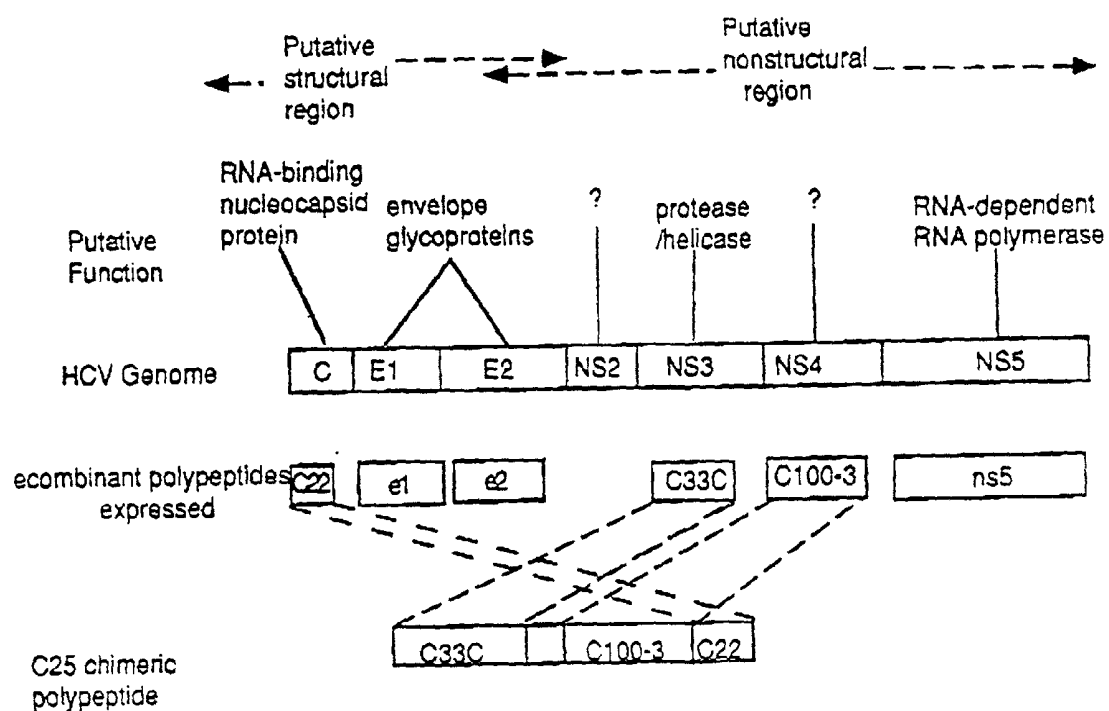 Putative
structural
region
Putative
nonstructural
region
Putative
Function
RNA-binding
nucleocapsid
protein
envelope
glycoproteins
?
protease
/helicase
?
RNA-dependent
RNA polymerase
HCV Genome
C
E1
E2
NS2
NS3
NS4
NS5
ecombinant polypeptides
expressed
C22
e1
e2
C33C
C100-3
ns5
C25 chimeric
polypeptide
C33C
C100-3
C22